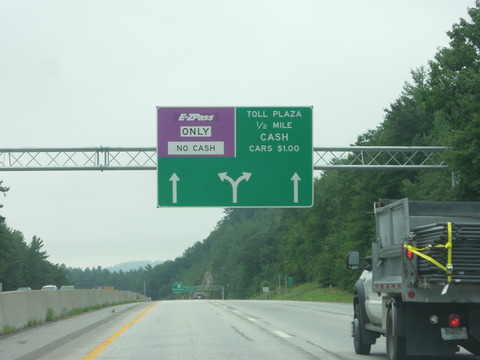 E-ZPass
ONLY
NO CASH
TOLL PLAZA
1/2 MILE
CASH
CARS $1.00